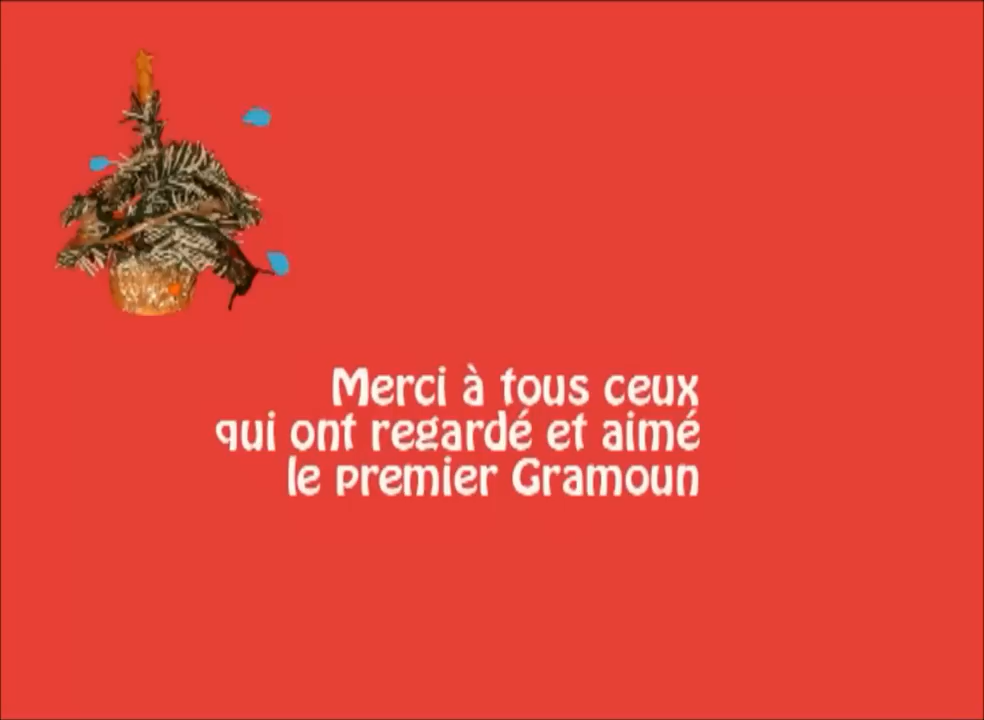 Merci à tous ceux
qui ont regardé et aimé
le premier Gramoun